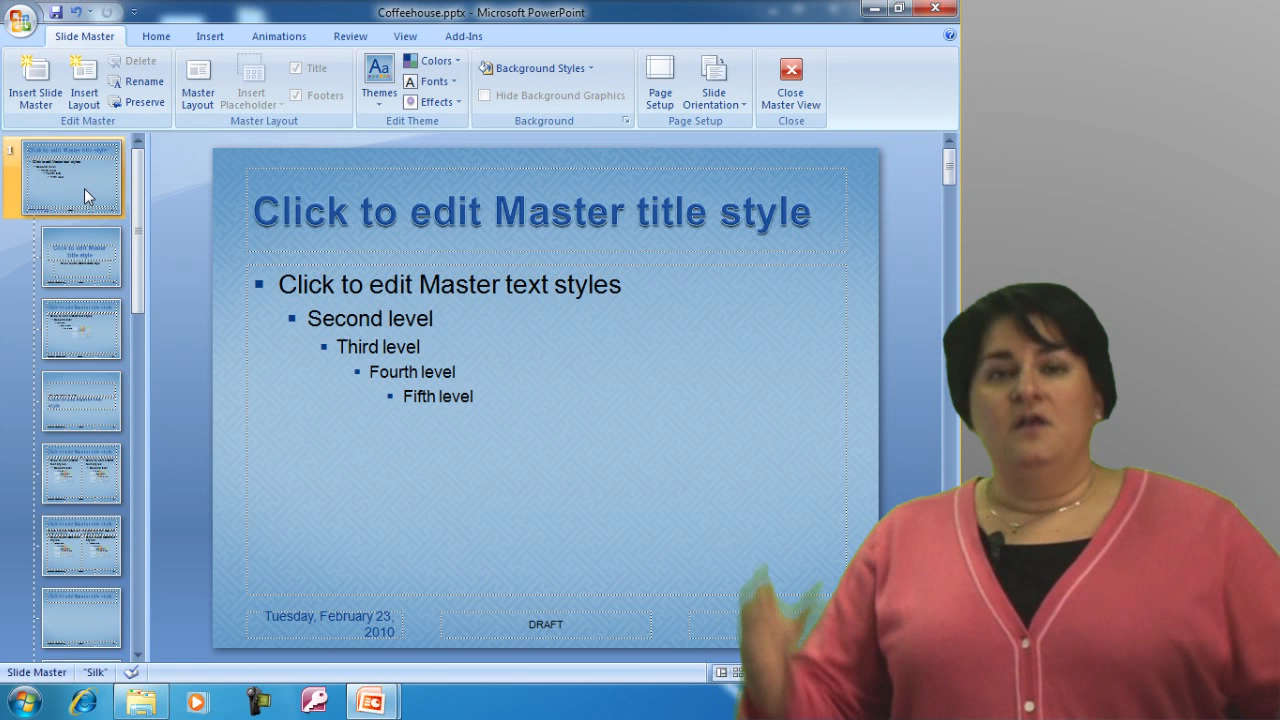 Coffeehouse.pptx - Microsoft PowerPoint
Slide Master Home Insert Animations Review View Add-Ins
Insert Slide Master
Insert Layout
Delete
Rename
Preserve
Edit Master
Master Layout
Insert Placeholder
Title
Footers
Master Layout
Themes
Colors
Fonts
Effects
Edit Theme
Background Styles
Hide Background Graphics
Background
Page Setup
Slide Orientation
Page Setup
Close Master View
Close
1
Click to edit Master title style
Click to edit Master text styles
Second level
Third level
Fourth level
Fifth level
Tuesday, February 23,
2010
DRAFT
Slide Master "Silk"